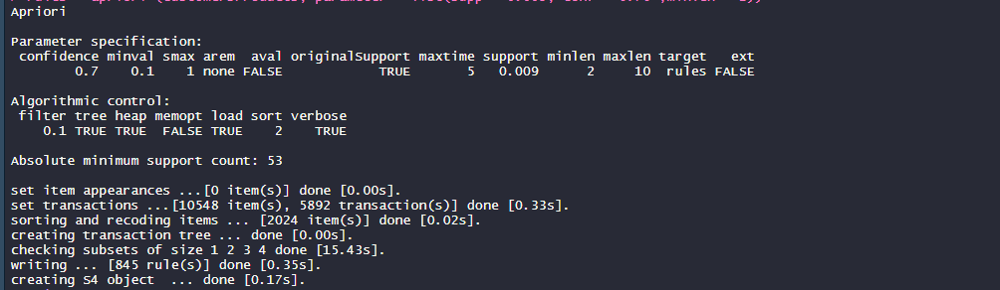 Apriori
Parameter specification:
confidence minval smax arem aval originalSupport maxtime support minlen maxlen target ext
0.7 0.1 1 none FALSE TRUE 5 0.009 2 10 rules FALSE
Algorithmic control:
filter tree heap memopt load sort verbose
0.1 TRUE TRUE FALSE TRUE 2 TRUE
Absolute minimum support count: 53
set item appearances ...[0 item(s)] done [0.00s].
set transactions ...[10548 item(s), 5892 transaction(s)] done [0.33s].
sorting and recoding items ... [2024 item(s)] done [0.02s].
creating transaction tree ... done [0.00s].
checking subsets of size 1 2 3 4 done [15.43s].
writing ... [845 rule(s)] done [0.35s].
creating S4 object ... done [0.17s].